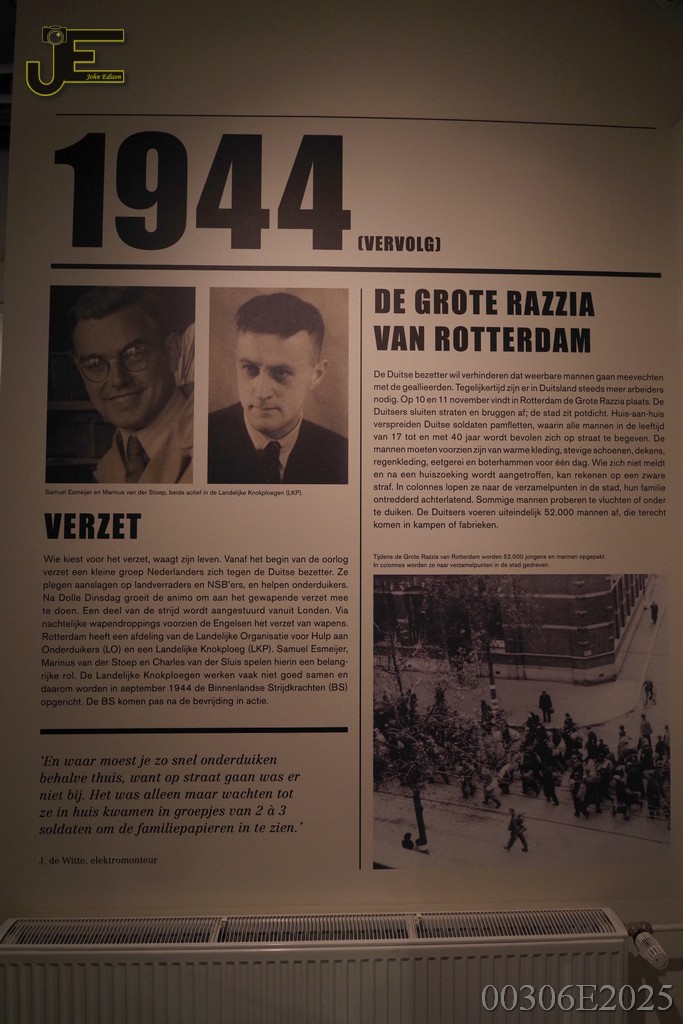 JE
John Edison
1944
(VERVOLG)
Samuel Esmeijer en Marinus van der Stoep, beide actief in de Landelijke Knokploegen (LKP).
VERZET
Wie kiest voor het verzet, waagt zijn leven. Vanaf het begin van de oorlog
verzet een kleine groep Nederlanders zich tegen de Duitse bezetter. Ze
plegen aanslagen op landverraders en NSB'ers, en helpen onderduikers.
Na Dolle Dinsdag groeit de animo om aan het gewapende verzet mee
te doen. Een deel van de strijd wordt aangestuurd vanuit Londen. Via
nachtelijke wapendroppings voorzien de Engelsen het verzet van wapens.
Rotterdam heeft een afdeling van de Landelijke Organisatie voor Hulp aan
Onderduikers (LO) en een Landelijke Knokploeg (LKP). Samuel Esmeijer,
Marinus van der Stoep en Charles van der Sluis spelen hierin een belang-
rijke rol. De Landelijke Knokploegen werken vaak niet goed samen en
daarom worden in september 1944 de Binnenlandse Strijdkrachten (BS)
opgericht. De BS komen pas na de bevrijding in actie.
'En waar moest je zo snel onderduiken
behalve thuis, want op straat gaan was er
niet bij. Het was alleen maar wachten tot
ze in huis kwamen in groepjes van 2 à 3
soldaten om de familiepapieren in te zien.'
J. de Witte, elektromonteur
DE GROTE RAZZIA
VAN ROTTERDAM
De Duitse bezetter wil verhinderen dat weerbare mannen gaan meevechten
met de geallieerden. Tegelijkertijd zijn er in Duitsland steeds meer arbeiders
nodig. Op 10 en 11 november vindt in Rotterdam de Grote Razzia plaats. De
Duitsers sluiten straten en bruggen af; de stad zit potdicht. Huis-aan-huis
verspreiden Duitse soldaten pamfletten, waarin alle mannen in de leeftijd
van 17 tot en met 40 jaar wordt bevolen zich op straat te begeven. De
mannen moeten voorzien zijn van warme kleding, stevige schoenen, dekens,
regenkleding, eetgerei en boterhammen voor één dag. Wie zich niet meldt
en na een huiszoeking wordt aangetroffen, kan rekenen op een zware
straf. In colonnes lopen ze naar de verzamelpunten in de stad, hun familie
ontredderd achterlatend. Sommige mannen proberen te vluchten of onder
te duiken. De Duitsers voeren uiteindelijk 52.000 mannen af, die terecht
komen in kampen of fabrieken.
Tijdens de Grote Razzia van Rotterdam worden 52.000 jongens en mannen opgepakt.
In colonnes worden ze naar verzamelpunten in de stad gedreven.
00306E2025